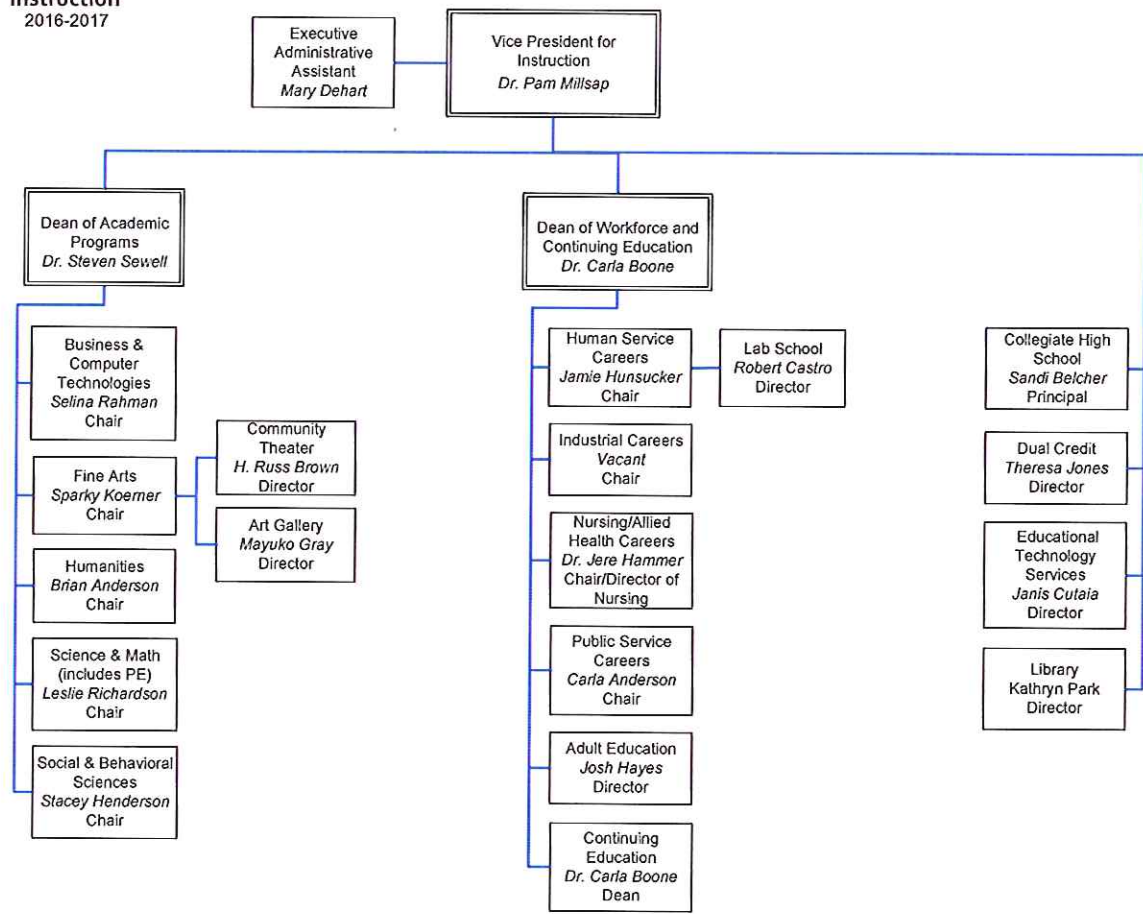 Instruction
2016-2017
Executive
Administrative
Assistant
Mary Dehart
Vice President for
Instruction
Dr. Pam Millsap
Dean of Academic
Programs
Dr. Steven Sewell
Dean of Workforce and
Continuing Education
Dr. Carla Boone
Business &
Computer
Technologies
Selina Rahman
Chair
Fine Arts
Sparky Koerner
Chair
Community
Theater
H. Russ Brown
Director
Art Gallery
Mayuko Gray
Director
Humanities
Brian Anderson
Chair
Science & Math
(includes PE)
Leslie Richardson
Chair
Social & Behavioral
Sciences
Stacey Henderson
Chair
Human Service
Careers
Jamie Hunsucker
Chair
Lab School
Robert Castro
Director
Industrial Careers
Vacant
Chair
Nursing/Allied
Health Careers
Dr. Jere Hammer
Chair/Director of
Nursing
Public Service
Careers
Carla Anderson
Chair
Adult Education
Josh Hayes
Director
Continuing
Education
Dr. Carla Boone
Dean
Collegiate High
School
Sandi Belcher
Principal
Dual Credit
Theresa Jones
Director
Educational
Technology
Services
Janis Cutaia
Director
Library
Kathryn Park
Director